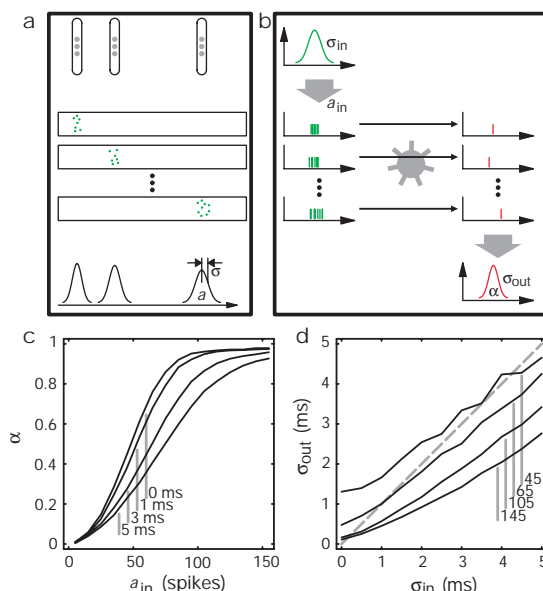 a
σ
a
b
σin
ain
σout
α
c
1
0.8
0.6
0.4
0.2
0
α
0 ms
1 ms
3 ms
5 ms
0
50
100
150
ain (spikes)
d
5
4
3
2
1
0
σout (ms)
45
65
105
145
0
1
2
3
4
5
σin (ms)